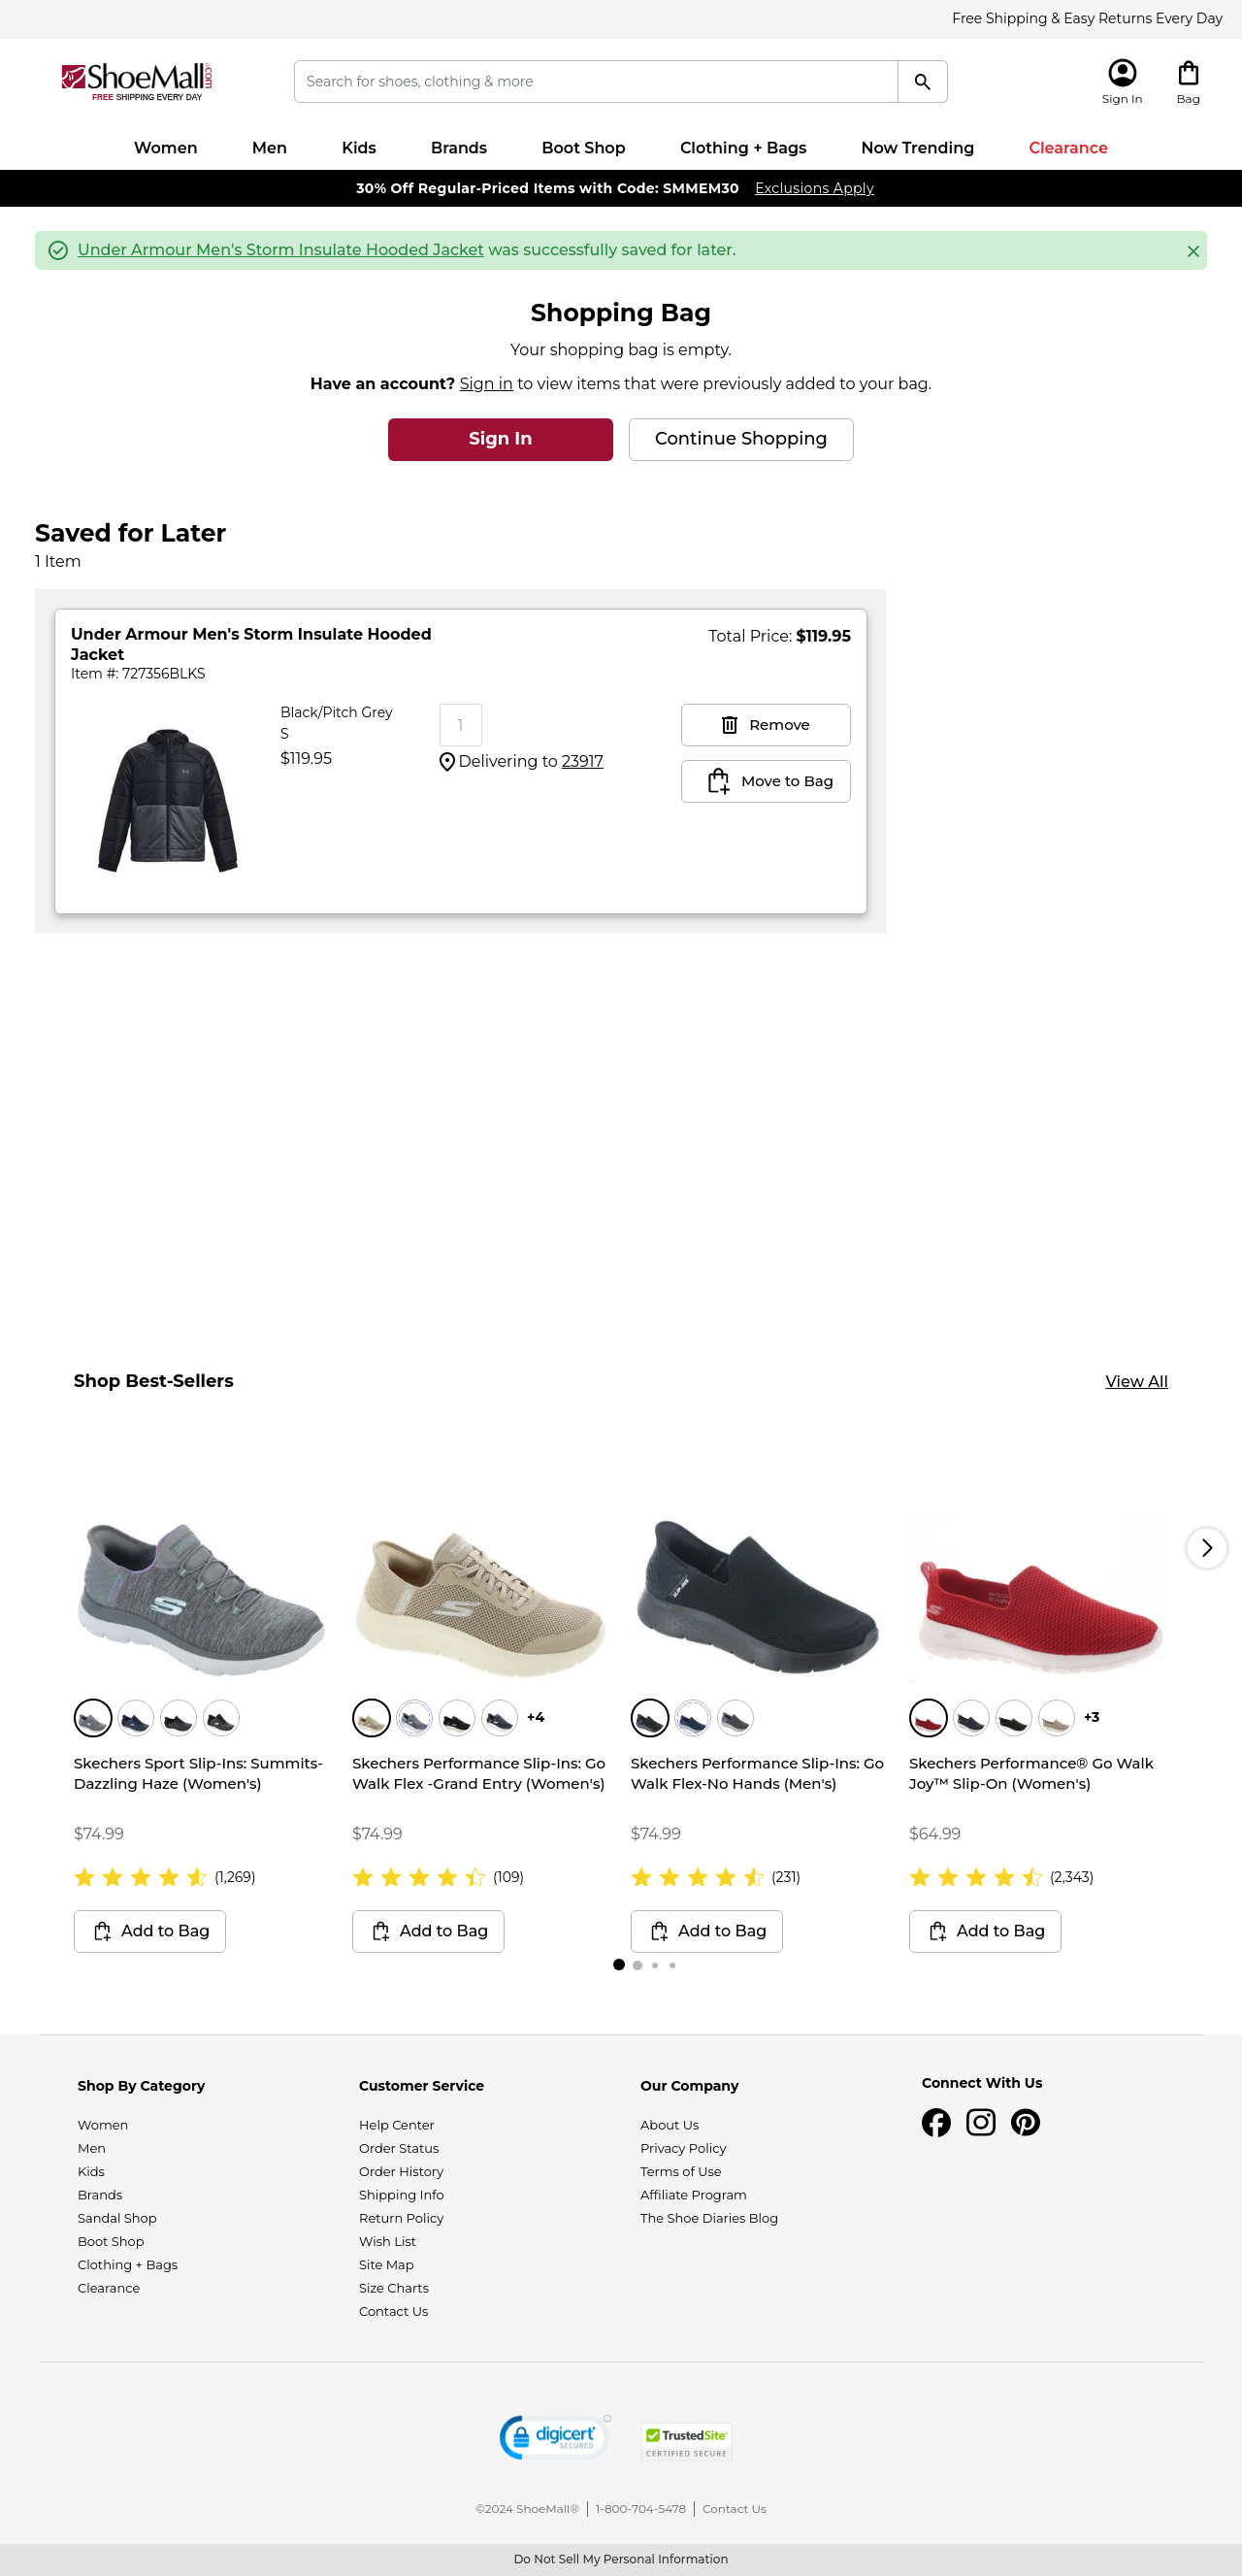 Free Shipping & Easy Returns Every Day
ShoeMall.com
FREE SHIPPING EVERY DAY
Search for shoes, clothing & more
Sign In
Bag
Women Men Kids Brands Boot Shop Clothing + Bags Now Trending Clearance
30% Off Regular-Priced Items with Code: SMMEM30 Exclusions Apply
Under Armour Men's Storm Insulate Hooded Jacket was successfully saved for later.
Shopping Bag
Your shopping bag is empty.
Have an account? Sign in to view items that were previously added to your bag.
Sign In
Continue Shopping
Saved for Later
1 Item
Under Armour Men's Storm Insulate Hooded
Jacket
Item #: 727356BLKS
Total Price: $119.95
Black/Pitch Grey
S
$119.95
1
Delivering to 23917
Remove
Move to Bag
Shop Best-Sellers
View All
+4
+3
Skechers Sport Slip-Ins: Summits-
Dazzling Haze (Women's)
$74.99
(1,269)
Add to Bag
Skechers Performance Slip-Ins: Go
Walk Flex -Grand Entry (Women's)
$74.99
(109)
Add to Bag
Skechers Performance Slip-Ins: Go
Walk Flex-No Hands (Men's)
$74.99
(231)
Add to Bag
Skechers Performance® Go Walk
Joy™ Slip-On (Women's)
$64.99
(2,343)
Add to Bag
Shop By Category
Women
Men
Kids
Brands
Sandal Shop
Boot Shop
Clothing + Bags
Clearance
Customer Service
Help Center
Order Status
Order History
Shipping Info
Return Policy
Wish List
Site Map
Size Charts
Contact Us
Our Company
About Us
Privacy Policy
Terms of Use
Affiliate Program
The Shoe Diaries Blog
Connect With Us
digicert
SECURED
TrustedSite
CERTIFIED SECURE
©2024 ShoeMall® 1-800-704-5478 Contact Us
Do Not Sell My Personal Information